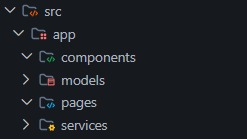 src
app
components
models
pages
services